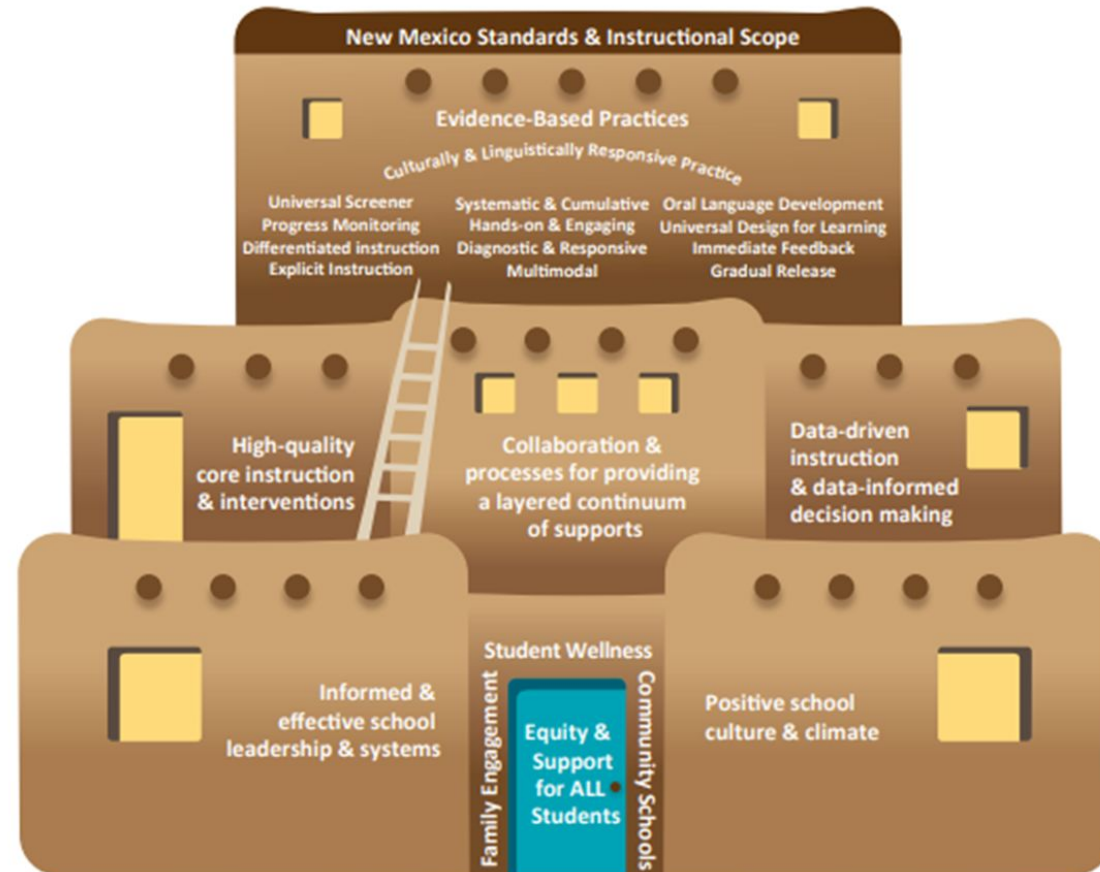 New Mexico Standards & Instructional Scope
Evidence-Based Practices
Culturally & Linguistically Responsive Practice
Universal Screener
Progress Monitoring
Differentiated instruction
Explicit Instruction
Systematic & Cumulative
Hands-on & Engaging
Diagnostic & Responsive
Multimodal
Oral Language Development
Universal Design for Learning
Immediate Feedback
Gradual Release
High-quality
core instruction
& interventions
Collaboration &
processes for providing
a layered continuum
of supports
Data-driven
instruction
& data-informed
decision making
Informed &
effective school
leadership & systems
Student Wellness
Family Engagement
Equity &
Support
for ALL
Students
Community Schools
Positive school
culture & climate